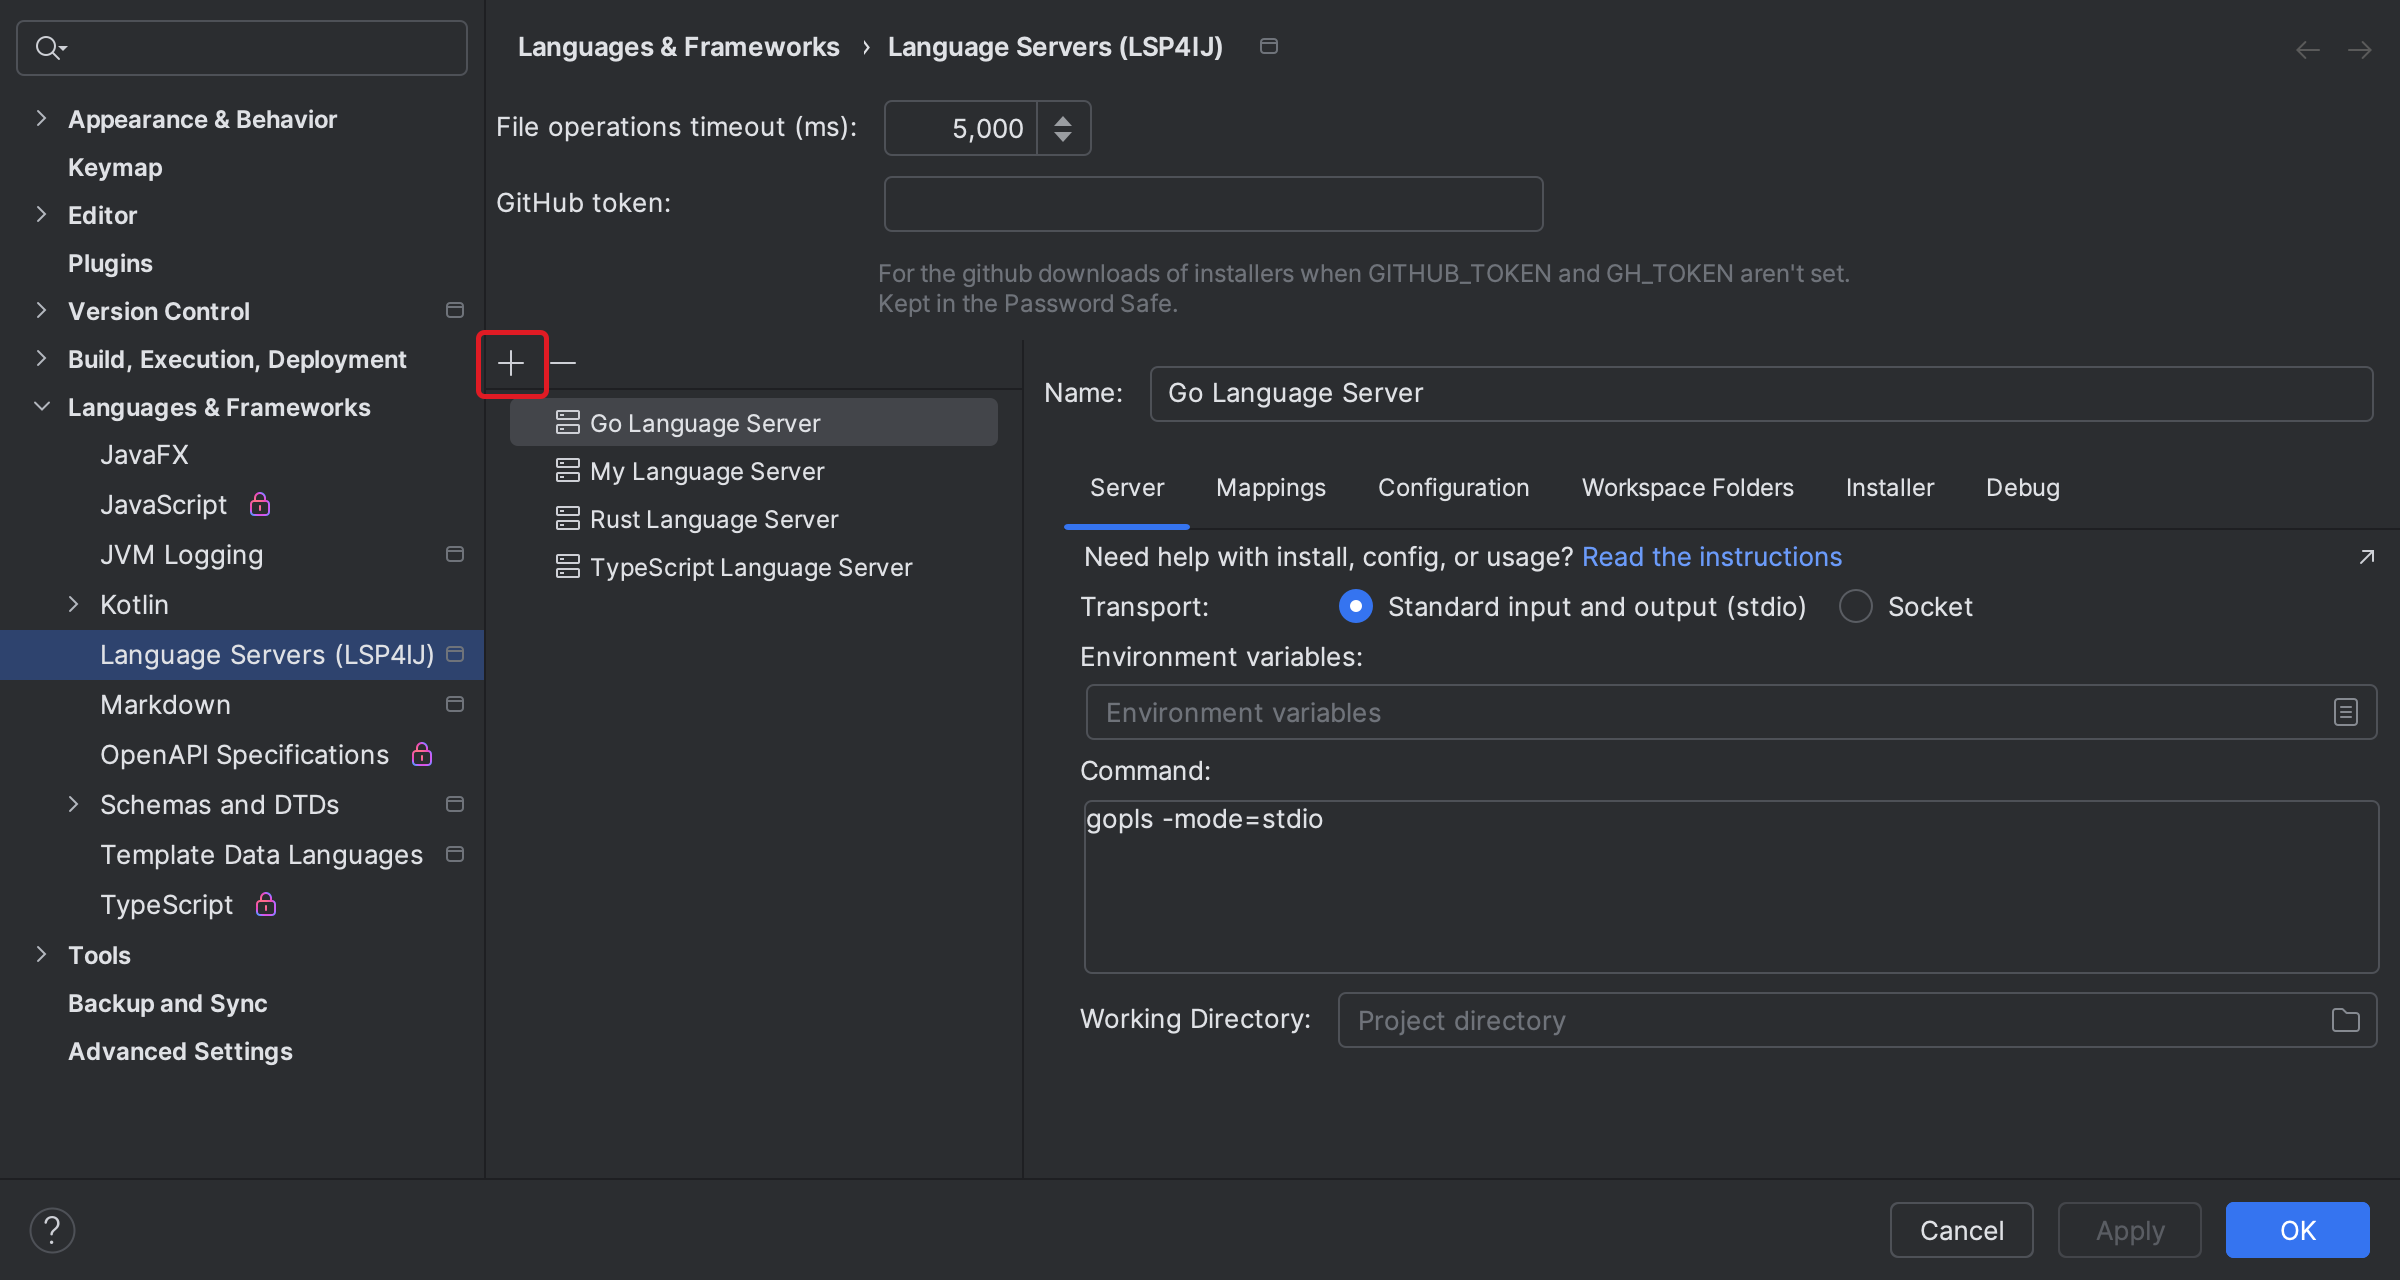 Languages & Frameworks › Language Servers (LSP4IJ)
Appearance & Behavior
Keymap
Editor
Plugins
Version Control
Build, Execution, Deployment
Languages & Frameworks
JavaFX
JavaScript
JVM Logging
Kotlin
Language Servers (LSP4IJ)
Markdown
OpenAPI Specifications
Schemas and DTDs
Template Data Languages
TypeScript
Tools
Backup and Sync
Advanced Settings
File operations timeout (ms): 5,000
GitHub token:
For the github downloads of installers when GITHUB_TOKEN and GH_TOKEN aren't set.
Kept in the Password Safe.
Go Language Server
My Language Server
Rust Language Server
TypeScript Language Server
Name: Go Language Server
Server Mappings Configuration Workspace Folders Installer Debug
Need help with install, config, or usage? Read the instructions
Transport: Standard input and output (stdio) Socket
Environment variables:
Environment variables
Command:
gopls -mode=stdio
Working Directory: Project directory
? Cancel Apply OK